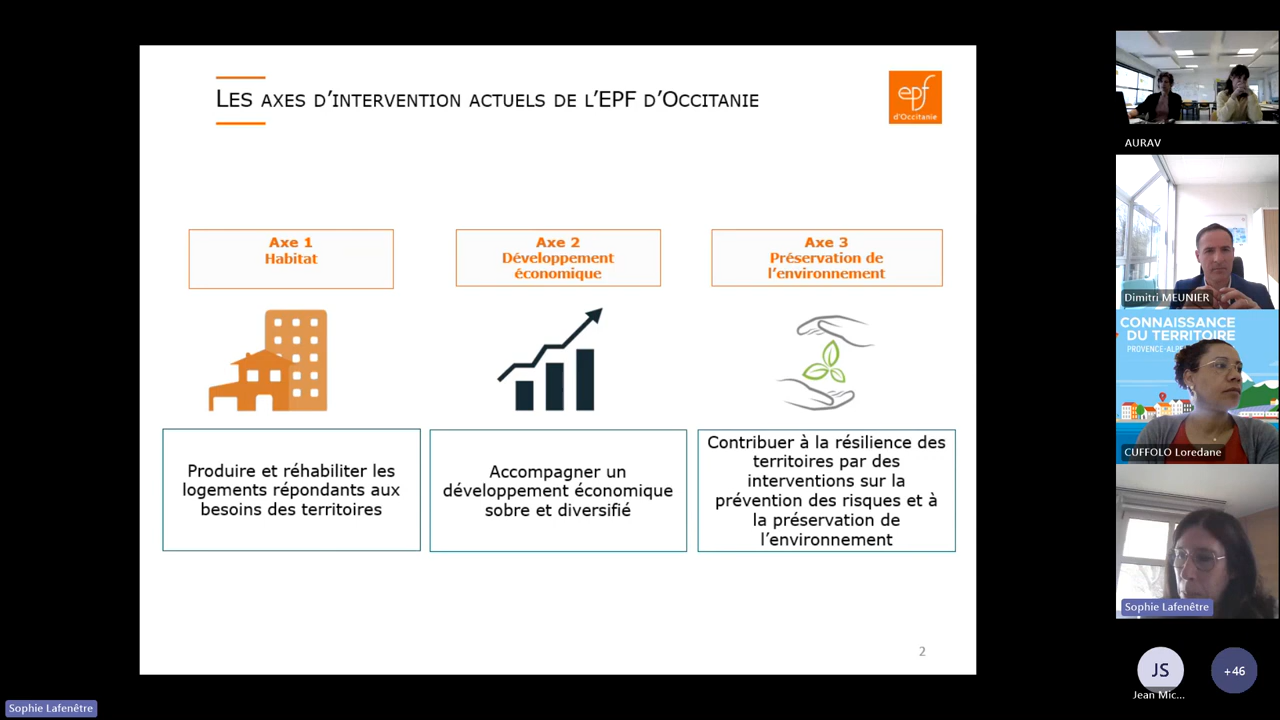 LES AXES D'INTERVENTION ACTUELS DE L'EPF D'OCCITANIE
epf
d'Occitanie
Axe 1
Habitat
Axe 2
Développement
économique
Axe 3
Préservation de
l'environnement
Produire et réhabiliter les
logements répondants aux
besoins des territoires
Accompagner un
développement économique
sobre et diversifié
Contribuer à la résilience des
territoires par des
interventions sur la
prévention des risques et à
la préservation de
l'environnement
2
AURAV
Dimitri MEUNIER
CONNAISSANCE
DU TERRITOIRE
CUFFOLO Loredane
Sophie Lafenêtre
JS
Jean Mic...
+46
Sophie Lafenêtre